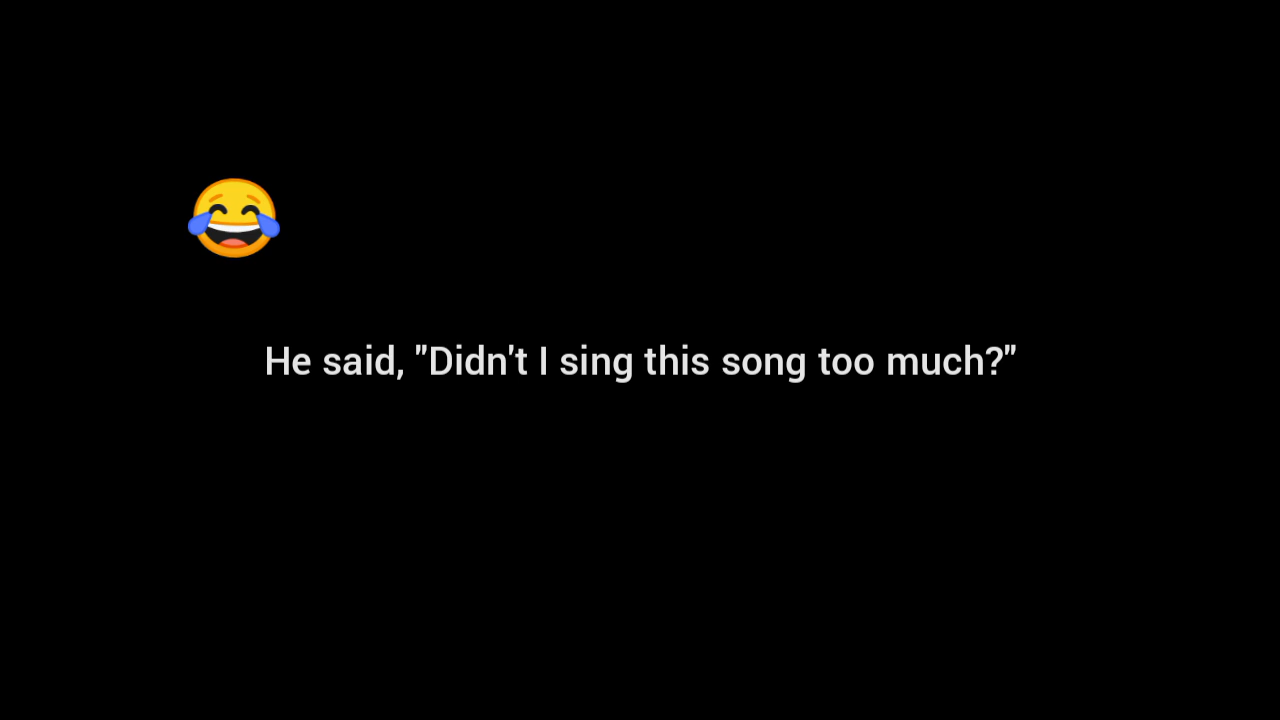 😂
He said, "Didn't I sing this song too much?"